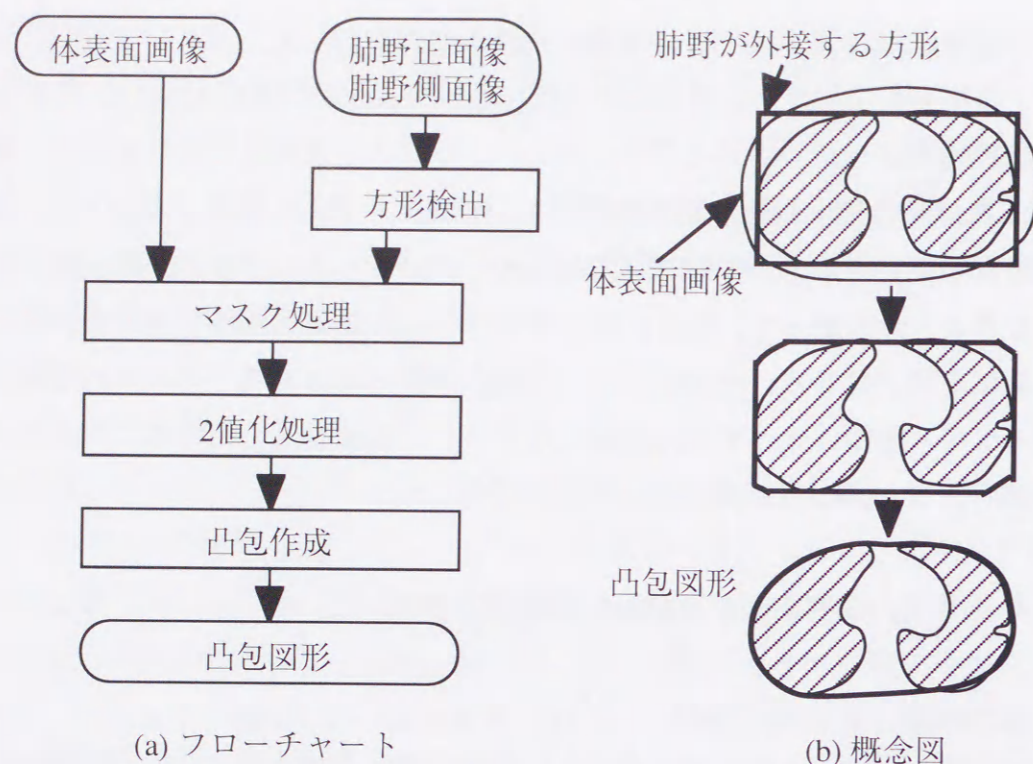 体表面画像
肺野正面像
肺野側面像
方形検出
マスク処理
2値化処理
凸包作成
凸包図形
(a) フローチャート
肺野が外接する方形
体表面画像
凸包図形
(b) 概念図